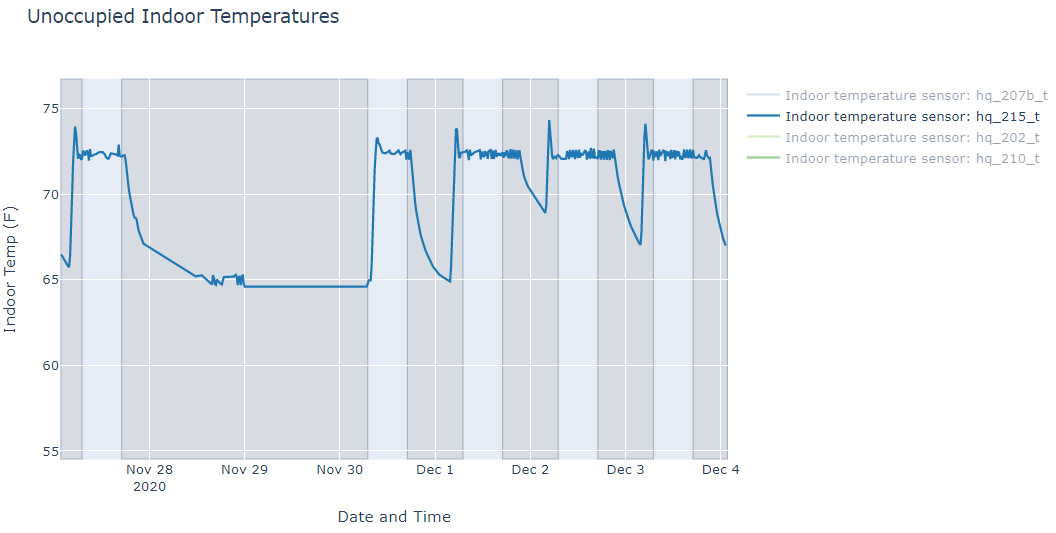 Unoccupied Indoor Temperatures
Indoor temperature sensor: hq_207b_t
Indoor temperature sensor: hq_215_t
Indoor temperature sensor: hq_202_t
Indoor temperature sensor: hq_210_t
Indoor Temp (F)
75
70
65
60
55
Nov 28
2020
Nov 29
Nov 30
Dec 1
Dec 2
Dec 3
Dec 4
Date and Time